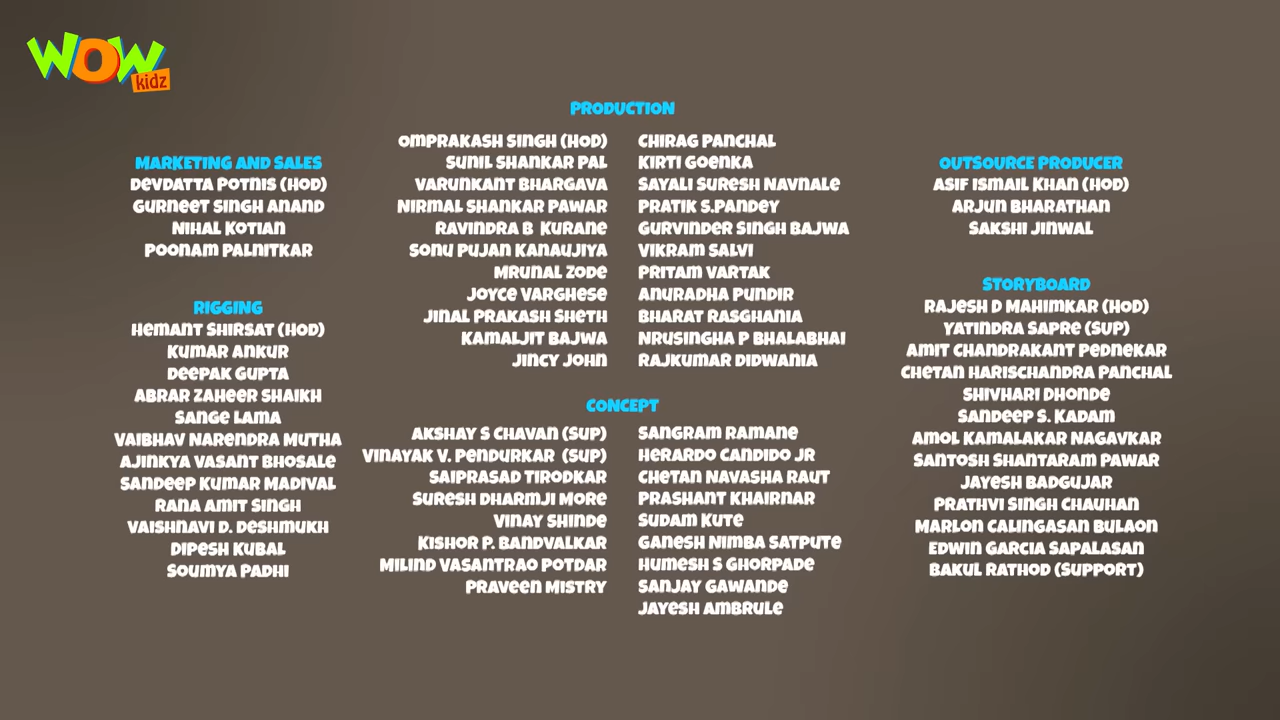 WOW
kidz
MARKETING AND SALES
DEVDATTA POTNIS (HOD)
GURNEET SINGH ANAND
NIHAL KOTIAN
POONAM PALNITKAR
RIGGING
HEMANT SHIRSAT (HOD)
KUMAR ANKUR
DEEPAK GUPTA
ABRAR ZAHEER SHAIKH
SANGE LAMA
VAIBHAV NARENDRA MUTHA
AJINKYA VASANT BHOSALE
SANDEEP KUMAR MADIVAL
RANA AMIT SINGH
VAISHNAVI D. DESHMUKH
DIPESH KUBAL
SOUMYA PADHI
PRODUCTION
OMPRAKASH SINGH (HOD)
SUNIL SHANKAR PAL
VARUNKANT BHARGAVA
NIRMAL SHANKAR PAWAR
RAVINDRA B KURANE
SONU PUJAN KANAUJIYA
MRUNAL ZODE
JOYCE VARGHESE
JINAL PRAKASH SHETH
KAMALJIT BAJWA
JINCY JOHN
CHIRAG PANCHAL
KIRTI GOENKA
SAYALI SURESH NAVNALE
PRATIK S.PANDEY
GURVINDER SINGH BAJWA
VIKRAM SALVI
PRITAM VARTAK
ANURADHA PUNDIR
BHARAT RASGHANIA
NRUSINGHA P BHALABHAI
RAJKUMAR DIDWANIA
CONCEPT
AKSHAY S CHAVAN (SUP)
VINAYAK V. PENDURKAR (SUP)
SAIPRASAD TIRODKAR
SURESH DHARMJI MORE
VINAY SHINDE
KISHOR P. BANDVALKAR
MILIND VASANTRAO POTDAR
PRAVEEN MISTRY
SANGRAM RAMANE
HERARDO CANDIDO JR
CHETAN NAVASHA RAUT
PRASHANT KHAIRNAR
SUDAM KUTE
GANESH NIMBA SATPUTE
HUMESH S GHORPADE
SANJAY GAWANDE
JAYESH AMBRULE
OUTSOURCE PRODUCER
ASIF ISMAIL KHAN (HOD)
ARJUN BHARATHAN
SAKSHI JINWAL
STORYBOARD
RAJESH D MAHIMKAR (HOD)
YATINDRA SAPRE (SUP)
AMIT CHANDRAKANT PEDNEKAR
CHETAN HARISCHANDRA PANCHAL
SHIVHARI DHONDE
SANDEEP S. KADAM
AMOL KAMALAKAR NAGAVKAR
SANTOSH SHANTARAM PAWAR
JAYESH BADGUJAR
PRATHVI SINGH CHAUHAN
MARLON CALINGASAN BULAON
EDWIN GARCIA SAPALASAN
BAKUL RATHOD (SUPPORT)